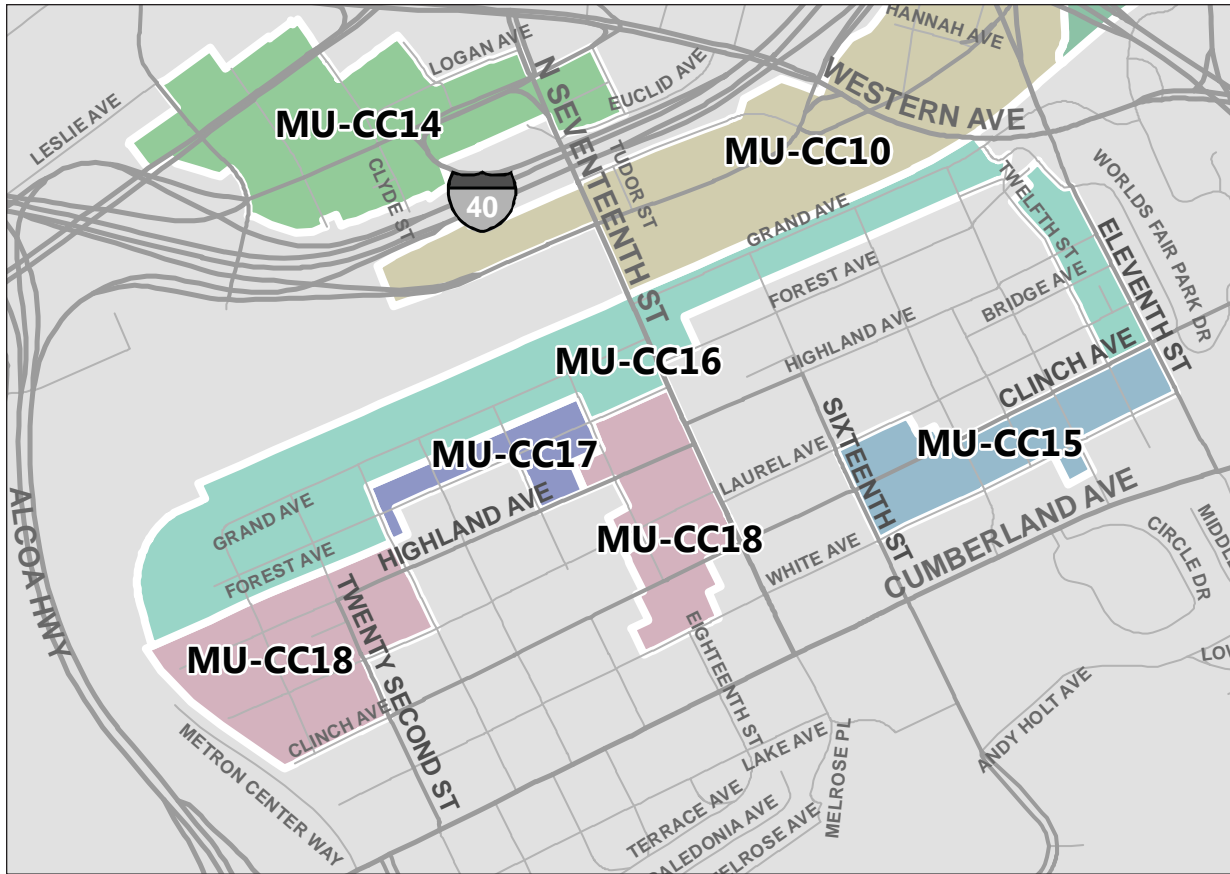 HANNAH AVE
LOGAN AVE
N SEVENTEENTH ST
EUCLID AVE
WESTERN AVE
LESLIE AVE
MU-CC14
MU-CC10
CLYDE ST
TUDOR ST
40
WORLDS FAIR PARK DR
TWELFTH ST
GRAND AVE
ELEVENTH ST
FOREST AVE
BRIDGE AVE
HIGHLAND AVE
MU-CC16
CLINCH AVE
SIXTEENTH ST
MU-CC17
MU-CC15
LAUREL AVE
ALCOA HWY
GRAND AVE
HIGHLAND AVE
CUMBERLAND AVE
MIDDLE
MU-CC18
WHITE AVE
CIRCLE DR
FOREST AVE
TWENTY SECOND ST
EIGHTEENTH ST
MU-CC18
CLINCH AVE
METRON CENTER WAY
ANDY HOLT AVE
LAKE AVE
MELROSE PL
TERRACE AVE
CALEDONIA AVE
MELROSE AVE